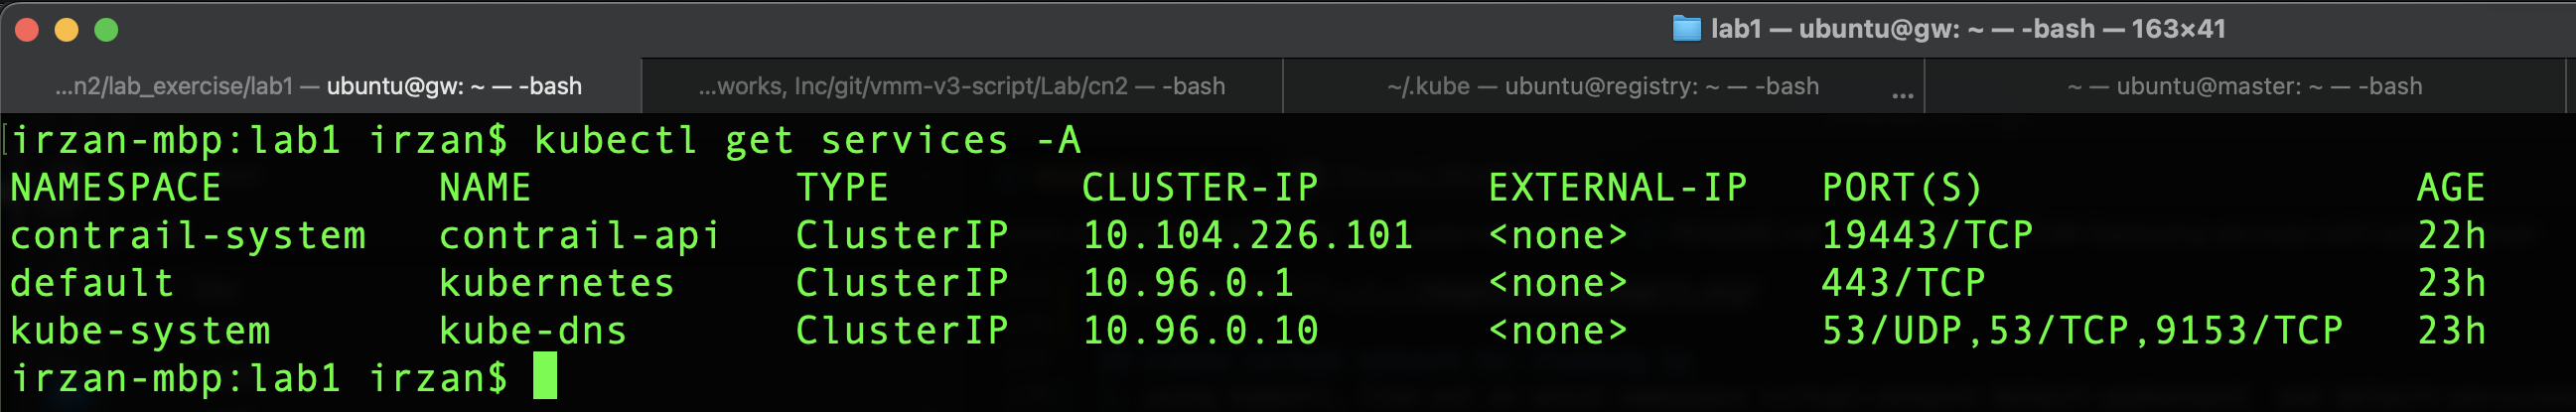 lab1 — ubuntu@gw: ~ — -bash — 163×41
...n2/lab_exercise/lab1 — ubuntu@gw: ~ — -bash
...works, Inc/git/vmm-v3-script/Lab/cn2 — -bash
~/.kube — ubuntu@registry: ~ — -bash ...
~ — ubuntu@master: ~ — -bash
[irzan-mbp:lab1 irzan$ kubectl get services -A
NAMESPACE NAME TYPE CLUSTER-IP EXTERNAL-IP PORT(S) AGE
contrail-system contrail-api ClusterIP 10.104.226.101 <none> 19443/TCP 22h
default kubernetes ClusterIP 10.96.0.1 <none> 443/TCP 23h
kube-system kube-dns ClusterIP 10.96.0.10 <none> 53/UDP,53/TCP,9153/TCP 23h
irzan-mbp:lab1 irzan$